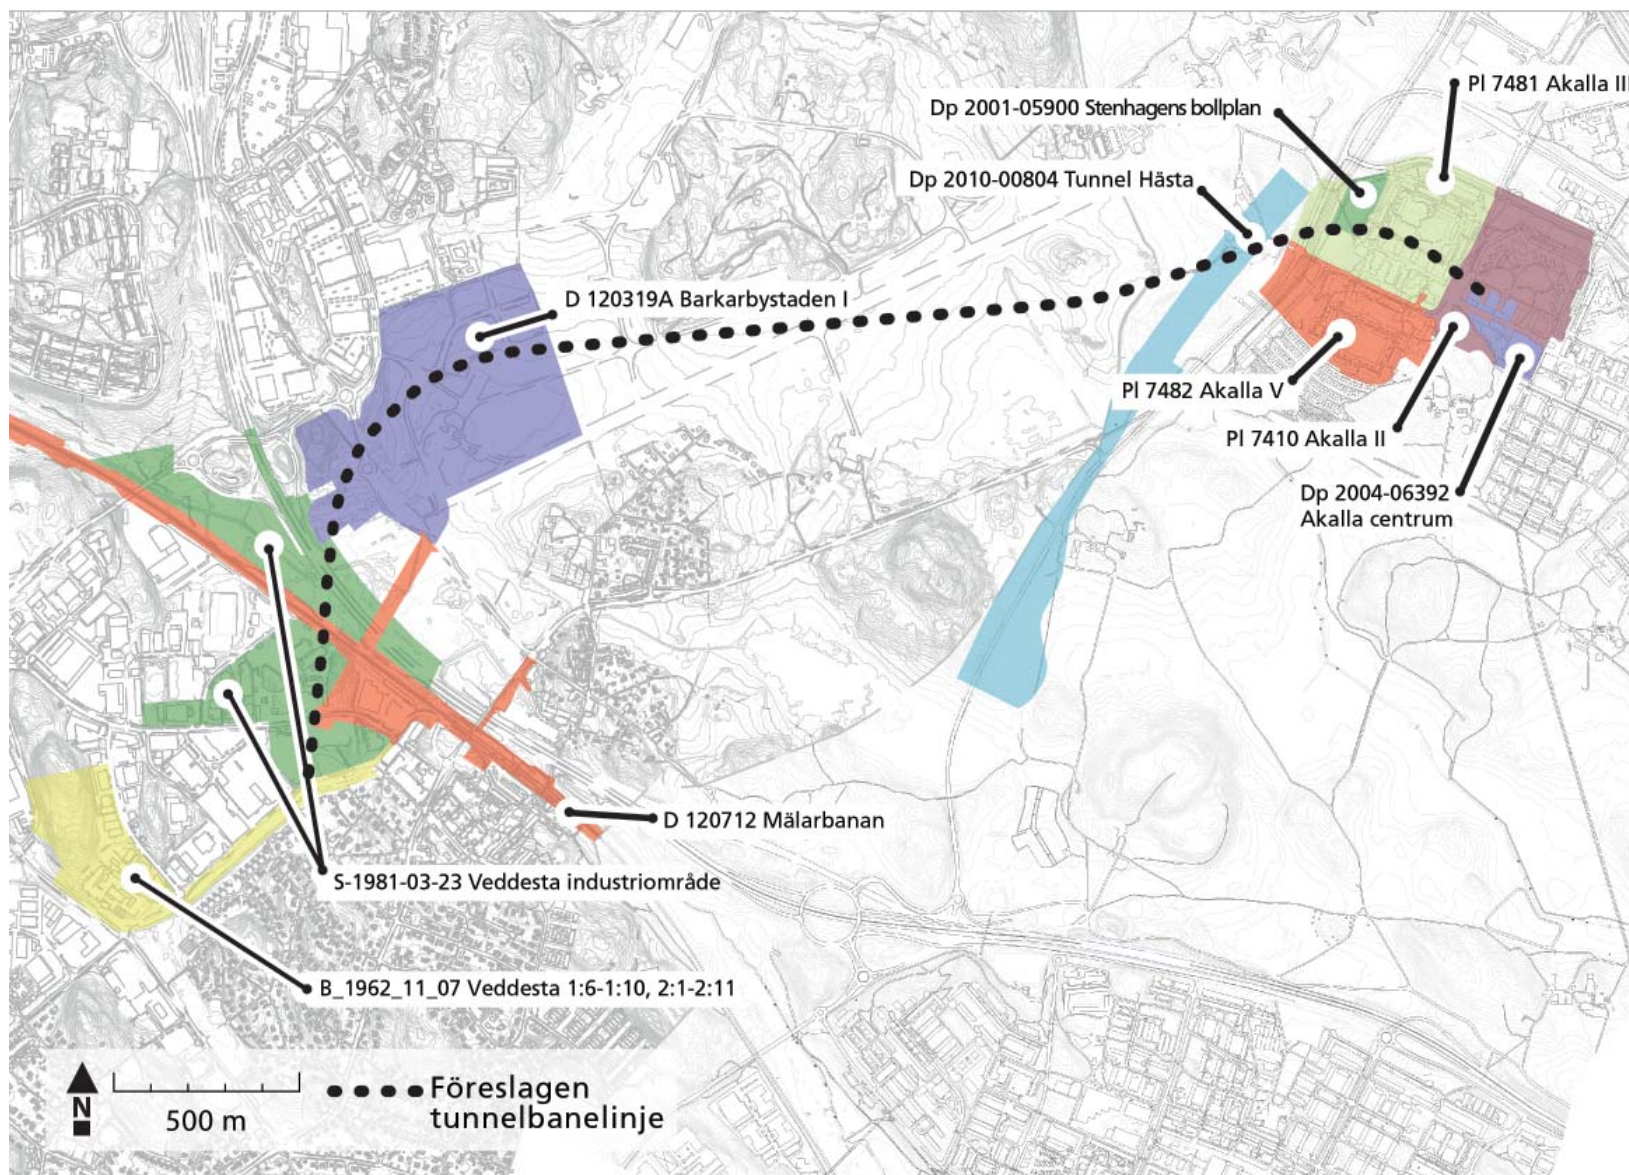 Pl 7481 Akalla III
Dp 2001-05900 Stenhagens bollplan
Dp 2010-00804 Tunnel Hästa
D 120319A Barkarbystaden I
Pl 7482 Akalla V
Pl 7410 Akalla II
Dp 2004-06392
Akalla centrum
D 120712 Mälarbanan
S-1981-03-23 Veddesta industriområde
B_1962_11_07 Veddesta 1:6-1:10, 2:1-2:11
N
500 m
Föreslagen
tunnelbanelinje